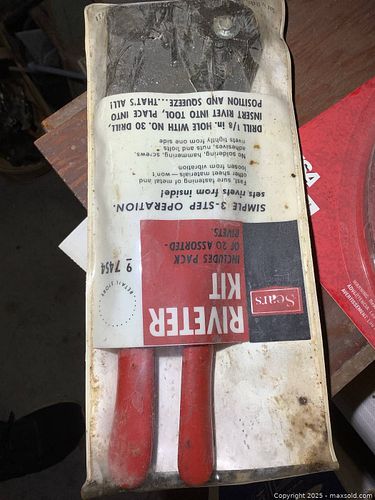 Sears
RIVETER
KIT
INCLUDES PACK
OF 20 ASSORTED
RIVETS.
9 7454
SIMPLE 3-STEP OPERATION.
sets rivets from inside!
Fast, sure fastening of metal and
other sheet materials — won't
loosen from vibration
No soldering, hammering, screws,
adhesives, nuts and bolts
rivets tightly from one side
DRILL 1/8 in. HOLE WITH NO. 30 DRILL,
INSERT RIVET INTO TOOL, PLACE INTO
POSITION AND SQUEEZE...THAT'S ALL!
Copyright 2025 - maxsold.com